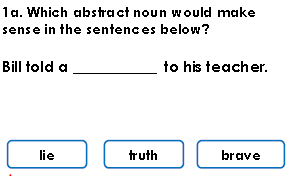 1a. Which abstract noun would make
sense in the sentences below?
Bill told a __________ to his teacher.
lie truth brave